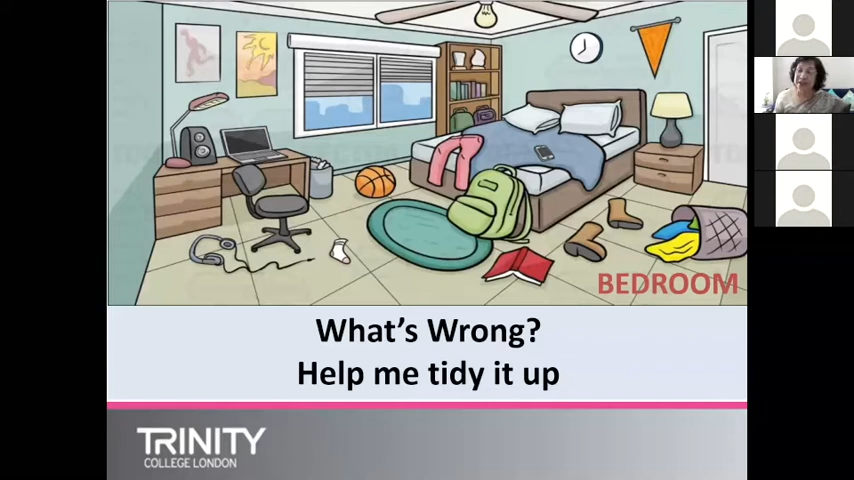 BEDROOM
What's Wrong?
Help me tidy it up
TRINITY
COLLEGE LONDON